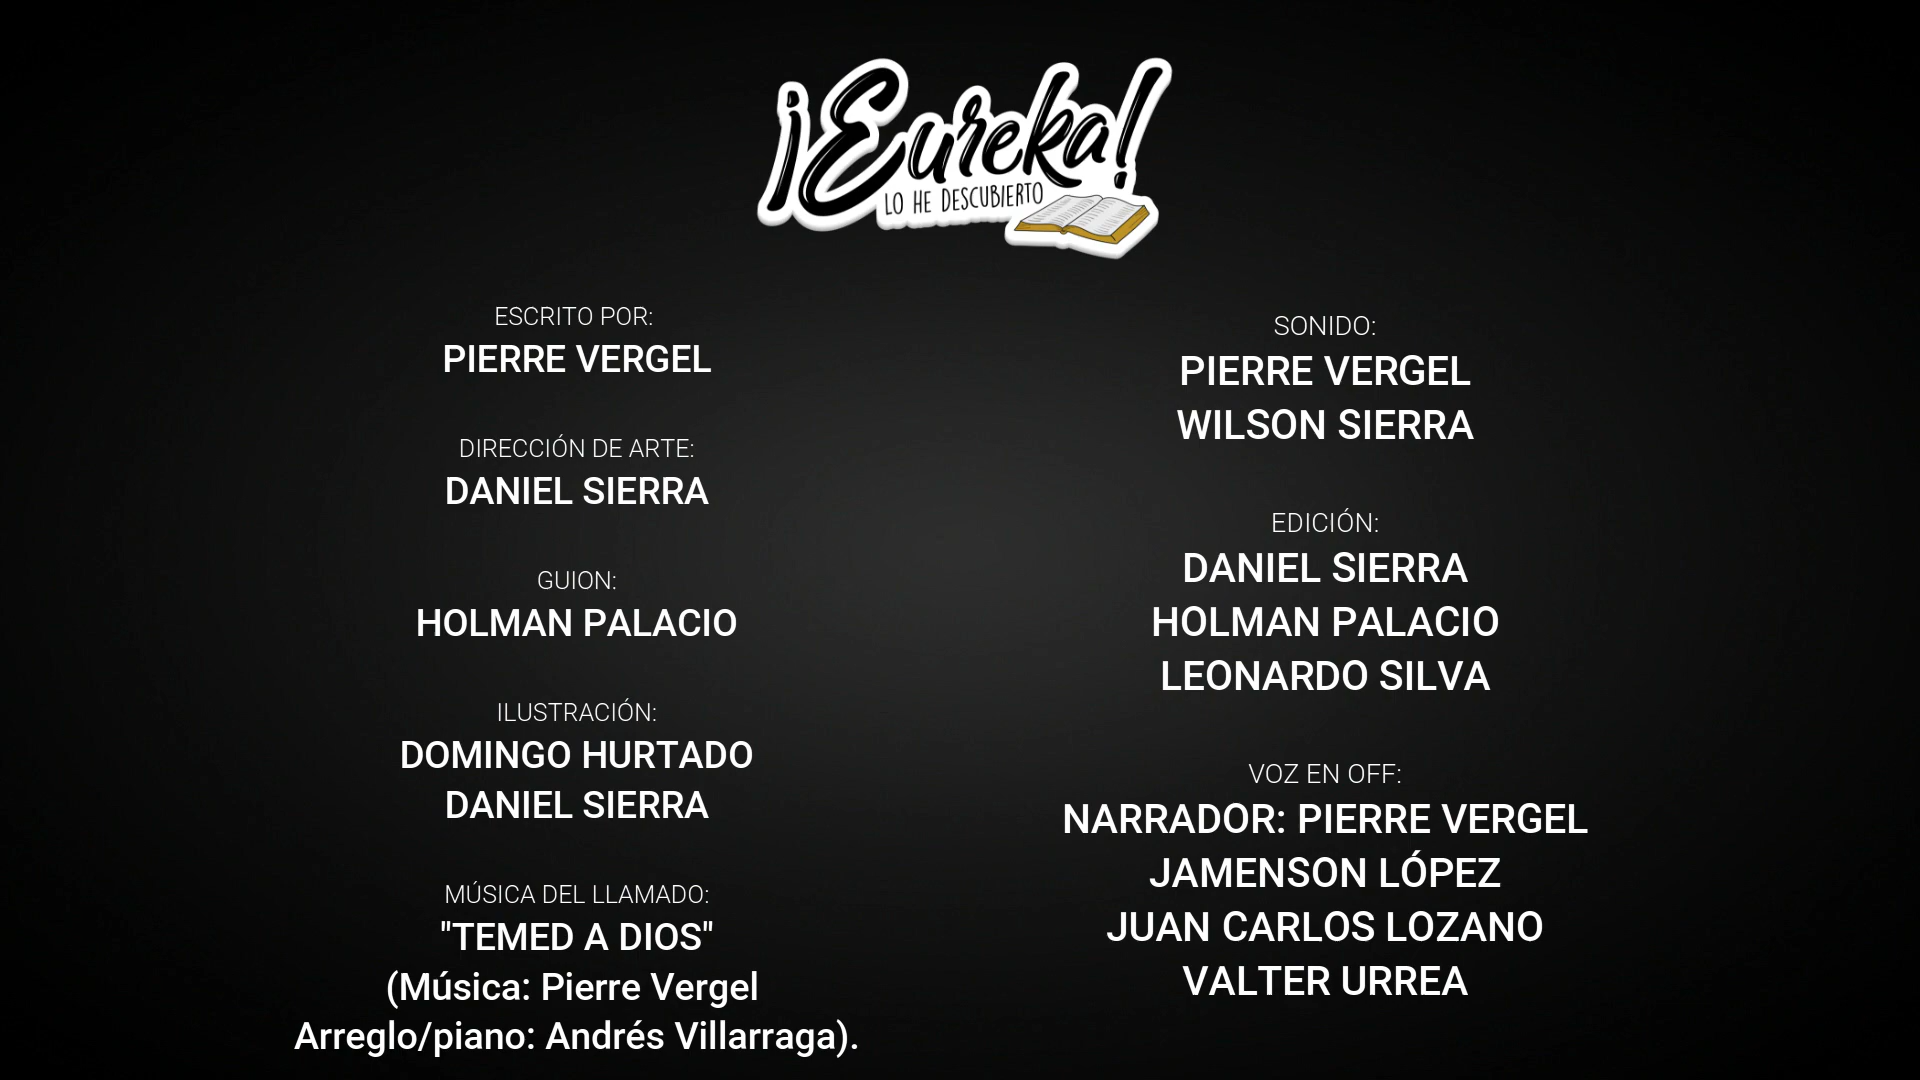 ¡Eureka!
LO HE DESCUBIERTO
ESCRITO POR:
PIERRE VERGEL
DIRECCIÓN DE ARTE:
DANIEL SIERRA
GUION:
HOLMAN PALACIO
ILUSTRACIÓN:
DOMINGO HURTADO
DANIEL SIERRA
MÚSICA DEL LLAMADO:
"TEMED A DIOS"
(Música: Pierre Vergel
Arreglo/piano: Andrés Villarraga).
SONIDO:
PIERRE VERGEL
WILSON SIERRA
EDICIÓN:
DANIEL SIERRA
HOLMAN PALACIO
LEONARDO SILVA
VOZ EN OFF:
NARRADOR: PIERRE VERGEL
JAMENSON LÓPEZ
JUAN CARLOS LOZANO
VALTER URREA